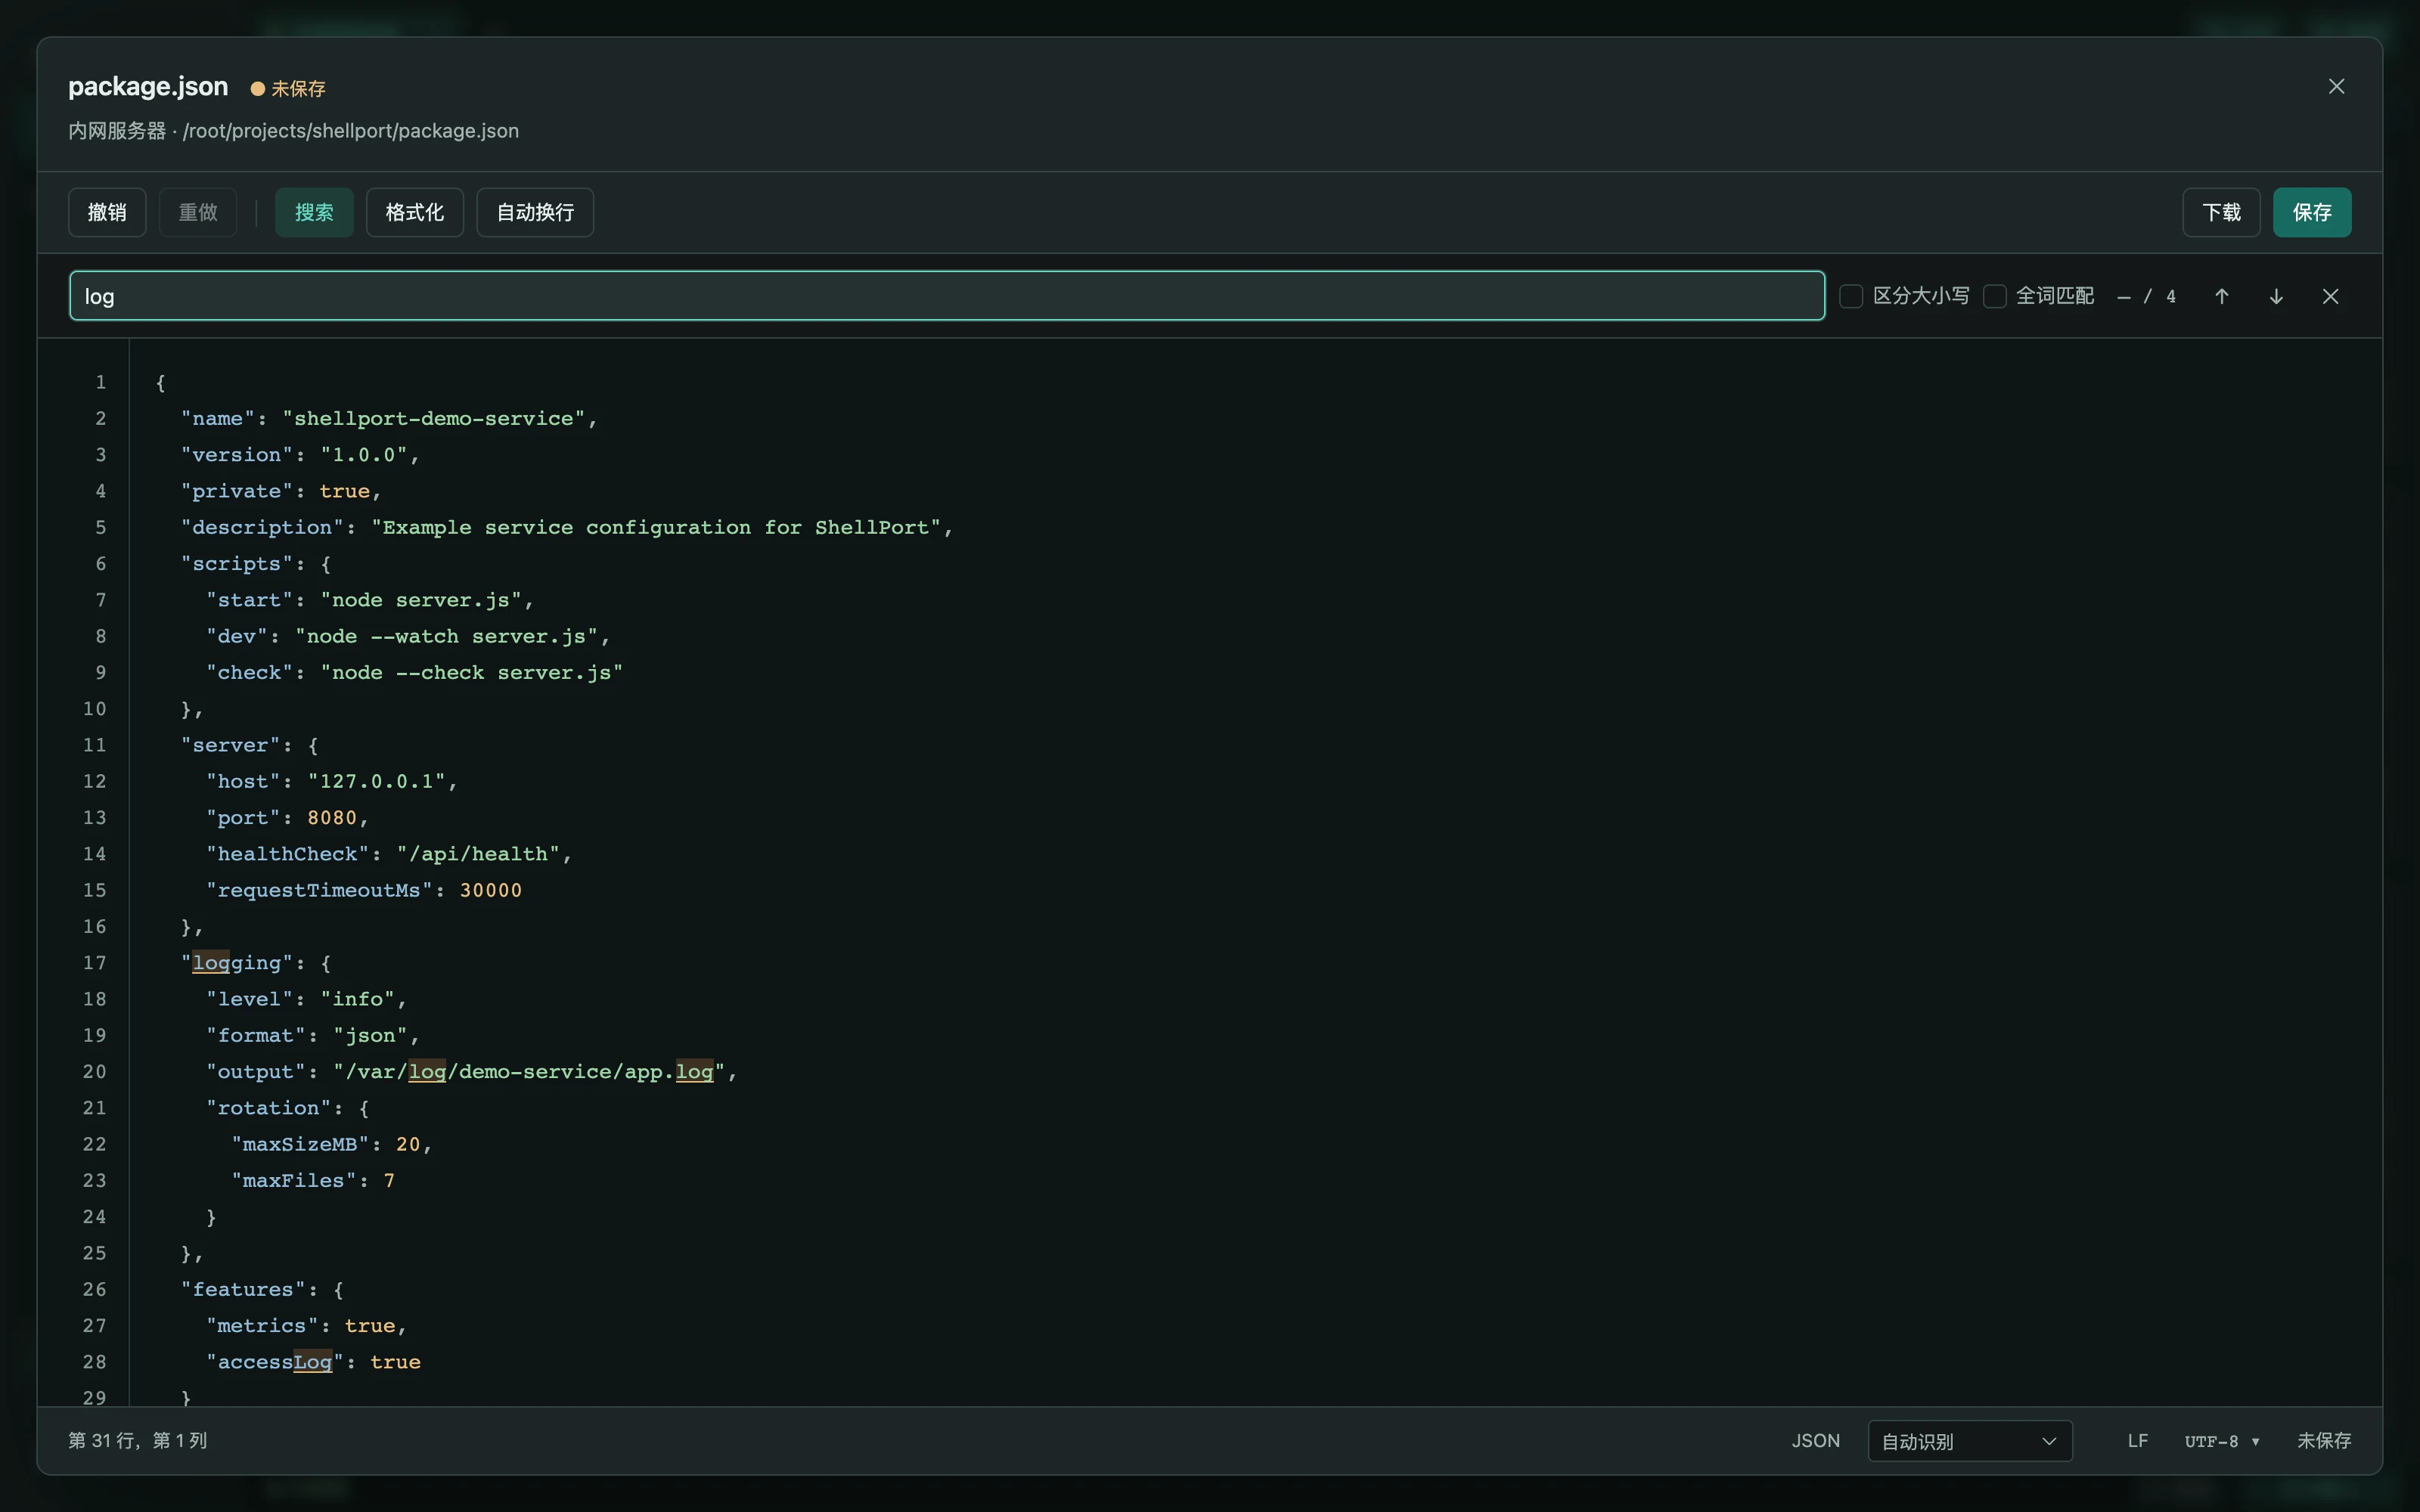 package.json 未保存
内网服务器 · /root/projects/shellport/package.json
撤销 重做 搜索 格式化 自动换行 下载 保存
log 区分大小写 全词匹配 – / 4 ↑ ↓ ×
1 {
2   "name": "shellport-demo-service",
3   "version": "1.0.0",
4   "private": true,
5   "description": "Example service configuration for ShellPort",
6   "scripts": {
7     "start": "node server.js",
8     "dev": "node --watch server.js",
9     "check": "node --check server.js"
10   },
11   "server": {
12     "host": "127.0.0.1",
13     "port": 8080,
14     "healthCheck": "/api/health",
15     "requestTimeoutMs": 30000
16   },
17   "logging": {
18     "level": "info",
19     "format": "json",
20     "output": "/var/log/demo-service/app.log",
21     "rotation": {
22       "maxSizeMB": 20,
23       "maxFiles": 7
24     }
25   },
26   "features": {
27     "metrics": true,
28     "accessLog": true
29   }
第 31 行，第 1 列 JSON 自动识别 LF UTF-8 ▾ 未保存